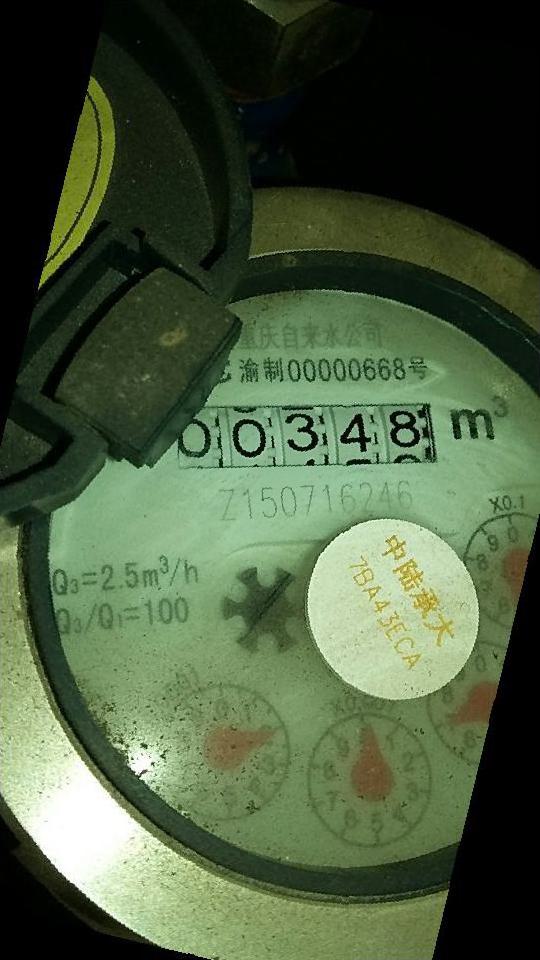 重庆自来水公司
渝制00000668号
00348 m³
Z150716246
X0.1
中陆承大
7BA43ECA
Q₃=2.5m³/h
Q₃/Q₁=100